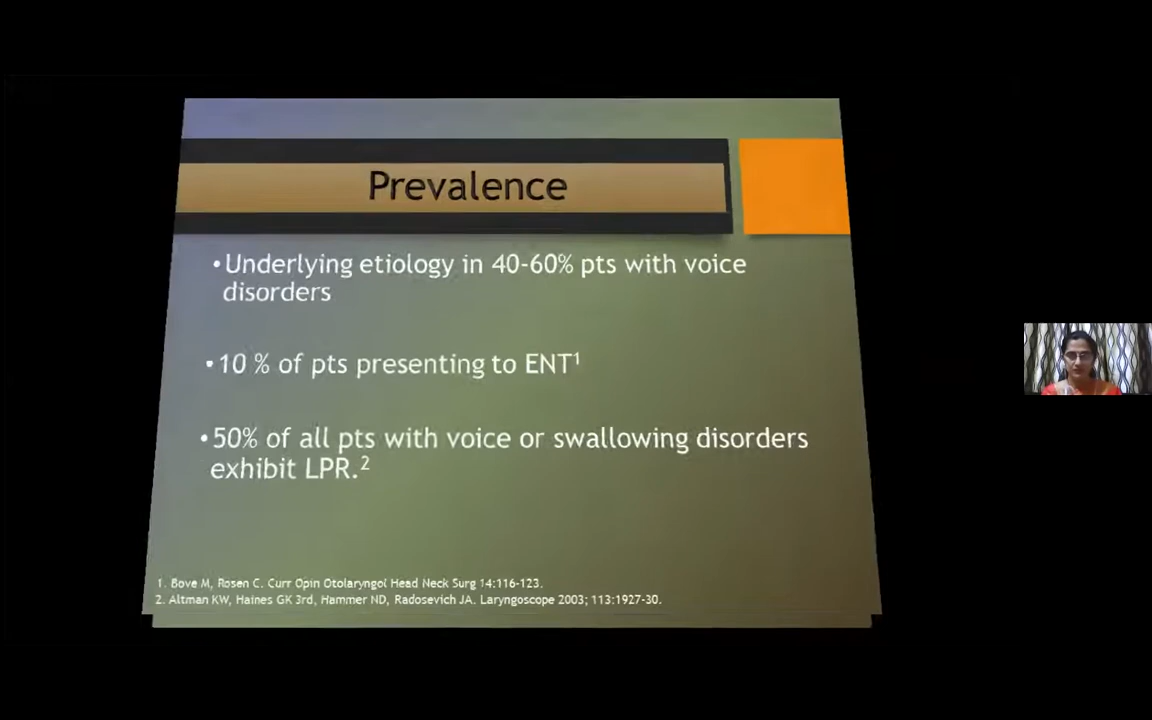 Prevalence
•Underlying etiology in 40-60% pts with voice
disorders
•10 % of pts presenting to ENT¹
•50% of all pts with voice or swallowing disorders
exhibit LPR.²
1. Bove M, Rosen C. Curr Opin Otolaryngol Head Neck Surg 14:116-123.
2. Altman KW, Haines GK 3rd, Hammer ND, Radosevich JA. Laryngoscope 2003; 113:1927-30.